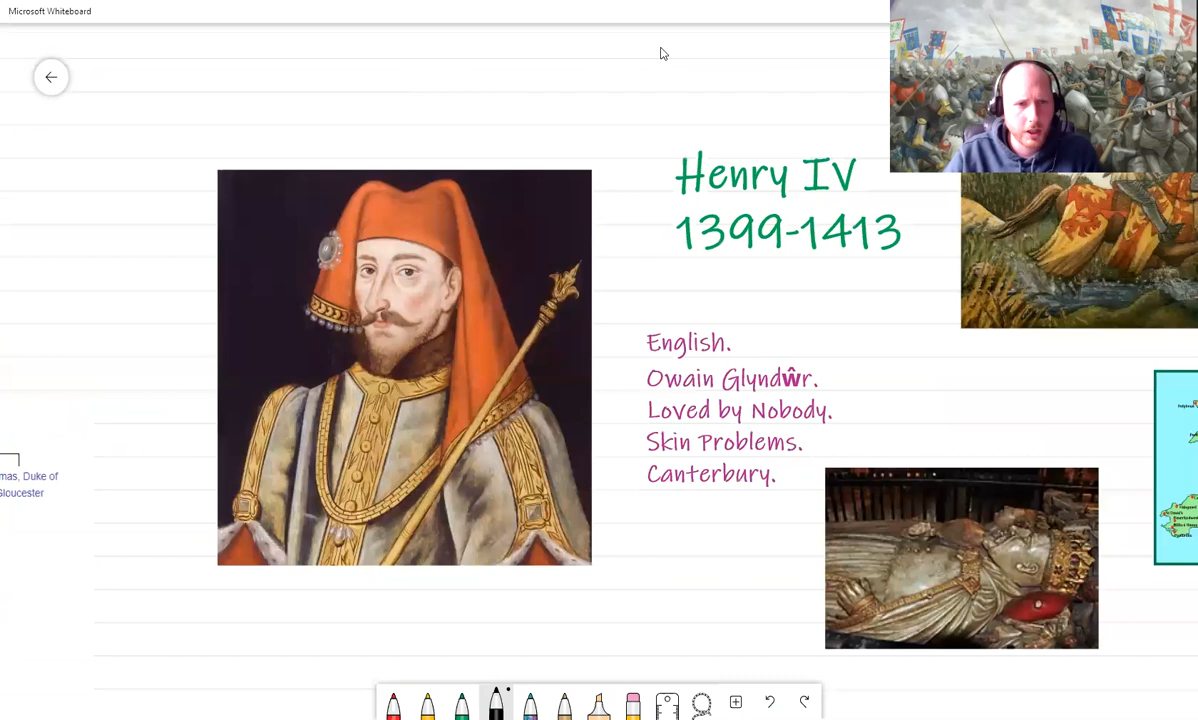 Microsoft Whiteboard
Henry IV
1399-1413
English.
Owain Glyndŵr.
Loved by Nobody.
Skin Problems.
Canterbury.
mas, Duke of
Gloucester